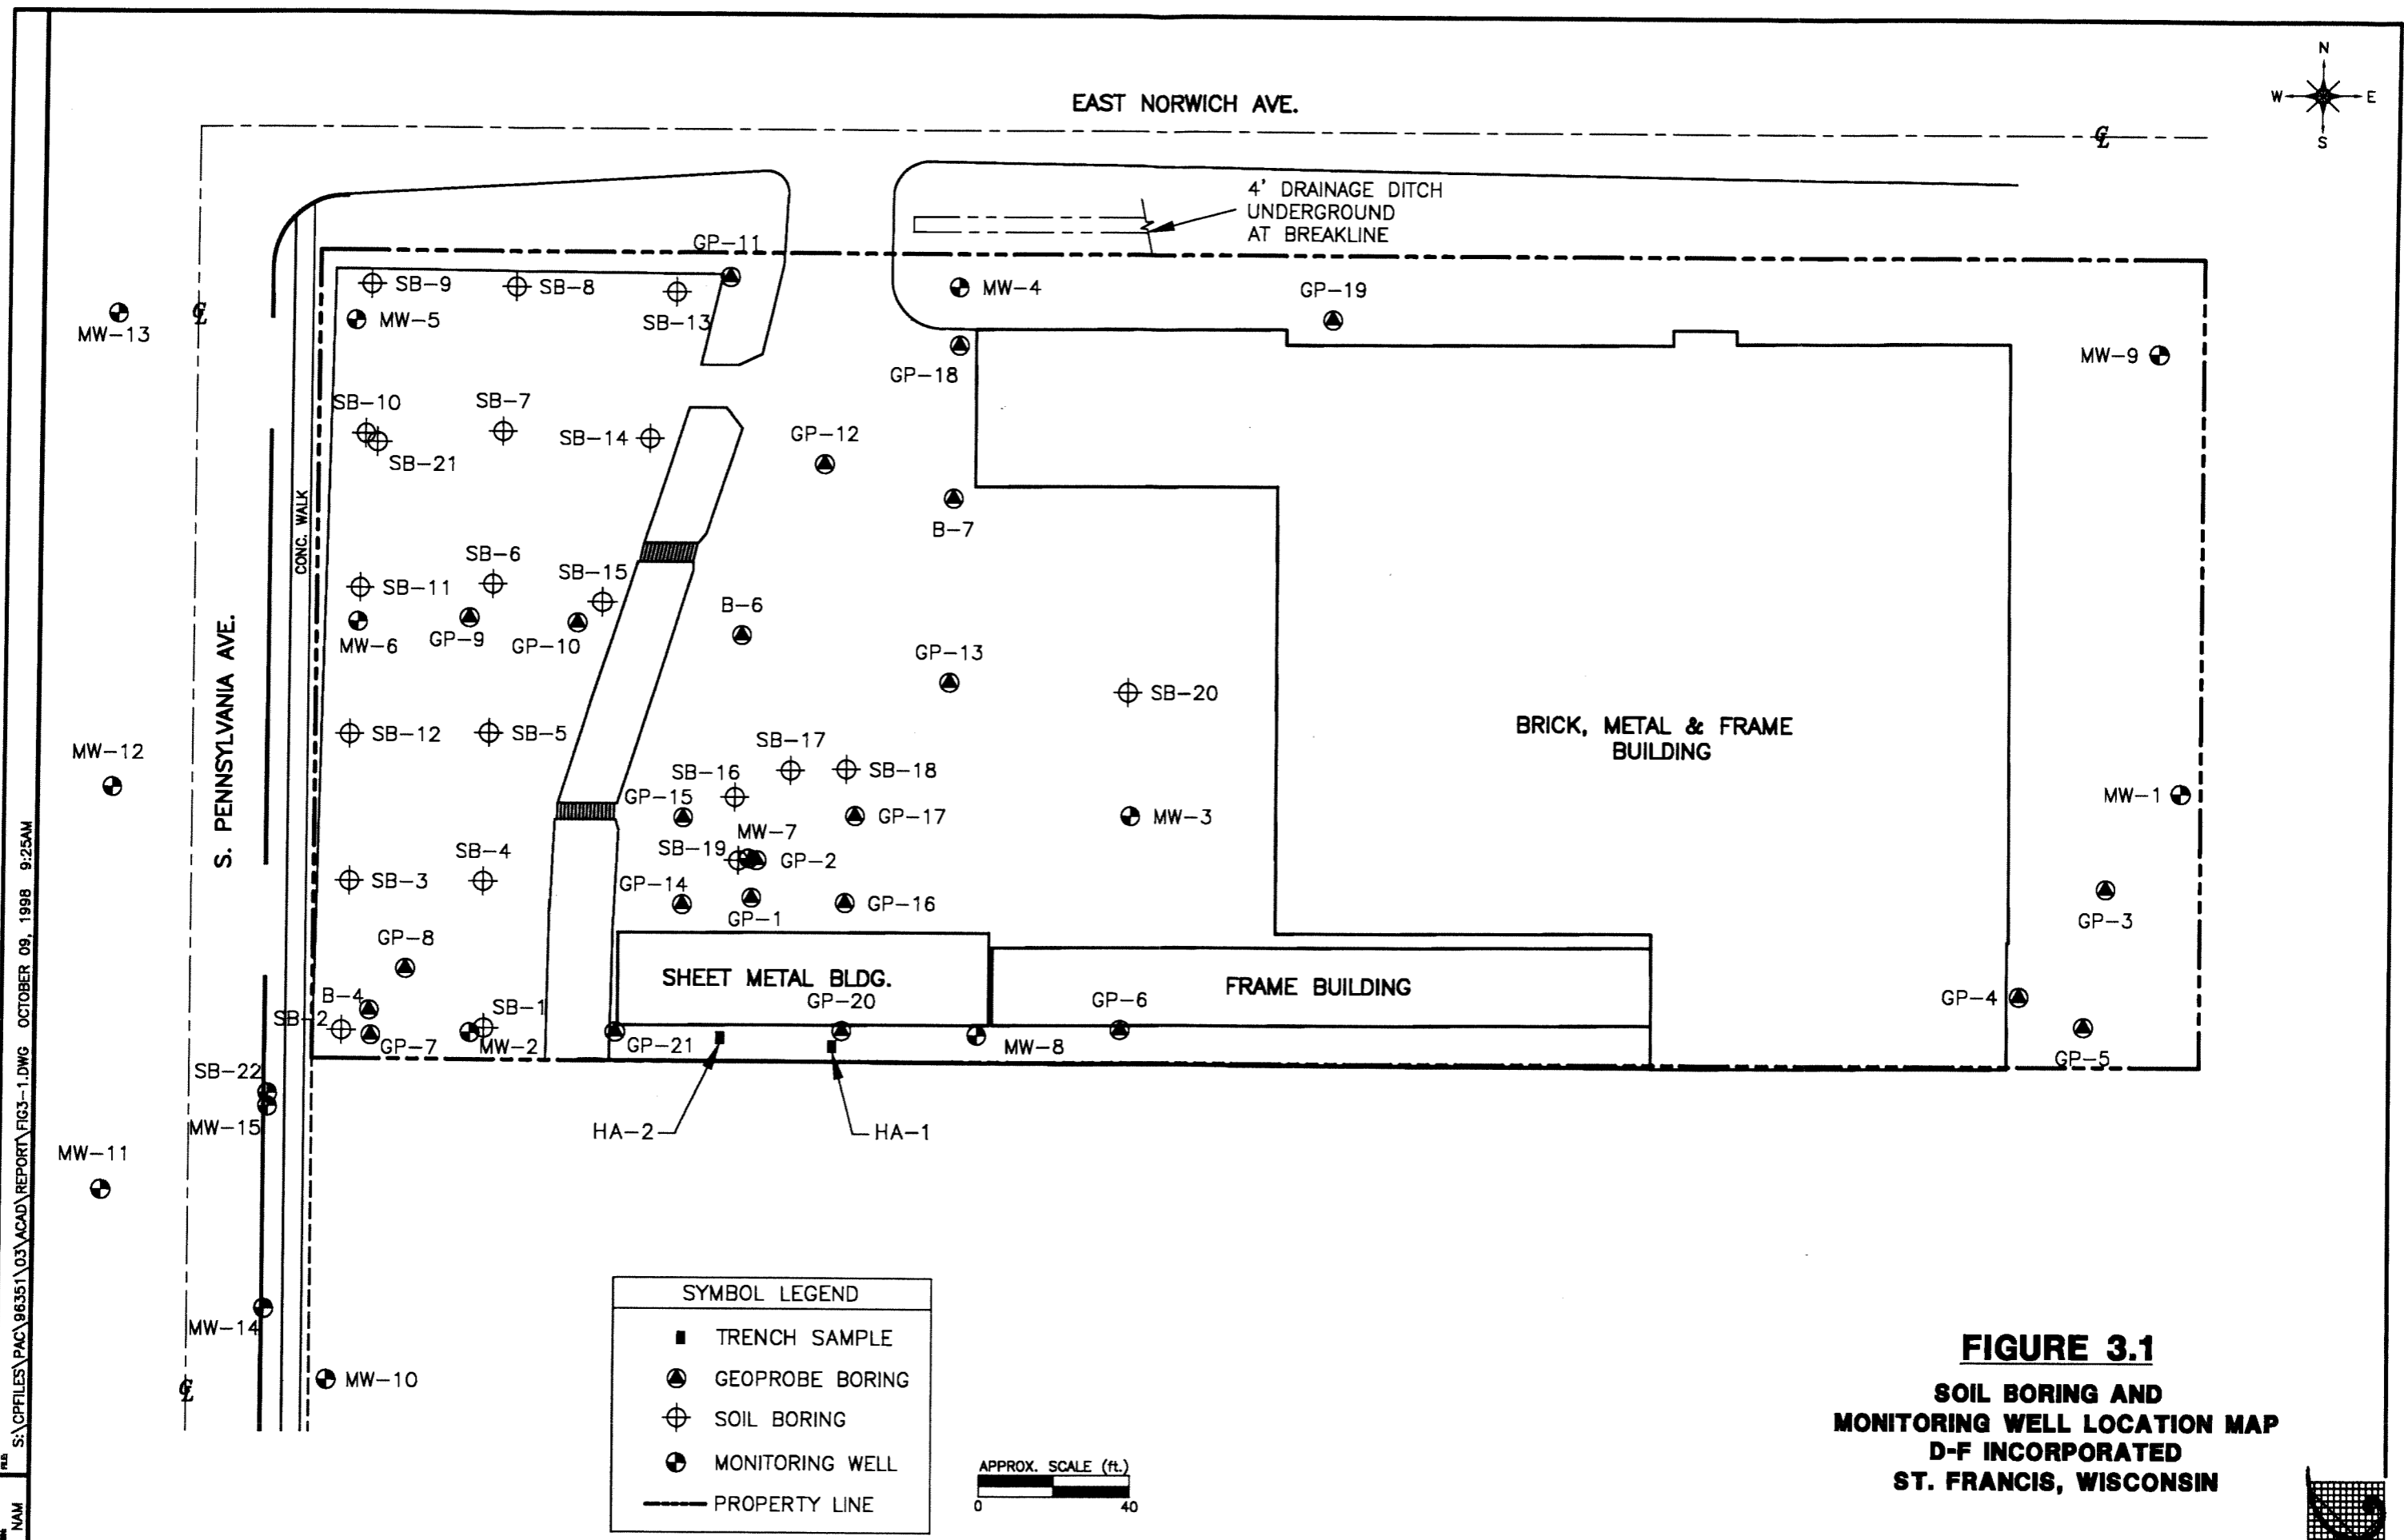 N
W
E
S
EAST NORWICH AVE.
4' DRAINAGE DITCH
UNDERGROUND
AT BREAKLINE
GP-11
SB-9
SB-8
SB-13
MW-5
MW-13
MW-4
GP-19
GP-18
MW-9
SB-10
SB-7
SB-14
SB-21
GP-12
B-7
CONC. WALK
SB-6
SB-11
SB-15
MW-6
GP-9
GP-10
B-6
GP-13
SB-20
S. PENNSYLVANIA AVE.
SB-12
SB-5
MW-12
BRICK, METAL & FRAME
BUILDING
SB-17
SB-16
SB-18
GP-15
GP-17
MW-7
MW-3
MW-1
SB-19
GP-2
SB-4
SB-3
GP-14
GP-1
GP-16
GP-3
GP-8
SHEET METAL BLDG.
FRAME BUILDING
B-4
SB-2
SB-1
GP-20
GP-6
GP-4
GP-7
MW-2
GP-21
MW-8
GP-5
SB-22
MW-15
HA-2
HA-1
MW-11
MW-14
MW-10
SYMBOL LEGEND
TRENCH SAMPLE
GEOPROBE BORING
SOIL BORING
MONITORING WELL
PROPERTY LINE
APPROX. SCALE (ft.)
0
40
FIGURE 3.1
SOIL BORING AND
MONITORING WELL LOCATION MAP
D-F INCORPORATED
ST. FRANCIS, WISCONSIN
S:\CPFILES\PAC\96351\03\ACAD\REPORT\FIG3-1.DWG OCTOBER 09, 1998 9:25AM
NAM